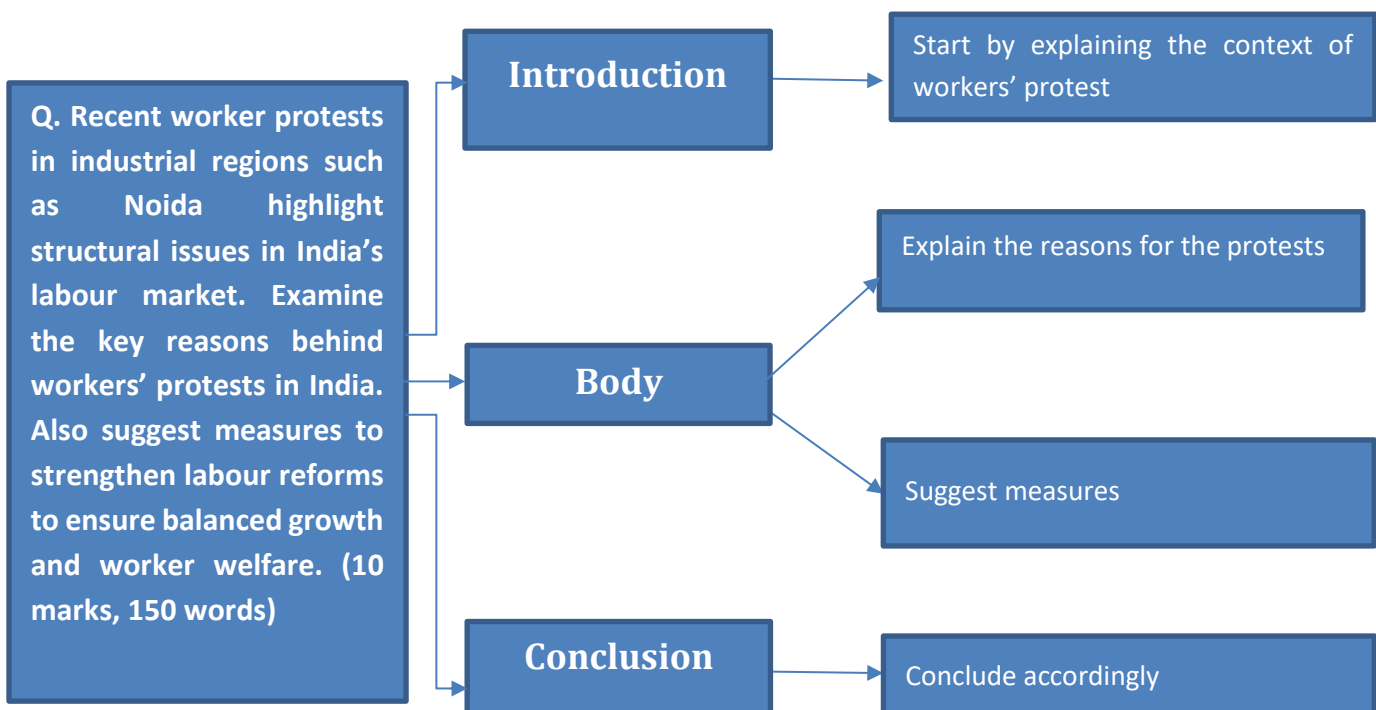 Q. Recent worker protests
in industrial regions such
as Noida highlight
structural issues in India’s
labour market. Examine
the key reasons behind
workers’ protests in India.
Also suggest measures to
strengthen labour reforms
to ensure balanced growth
and worker welfare. (10
marks, 150 words)
Introduction
Start by explaining the context of
workers’ protest
Body
Explain the reasons for the protests
Suggest measures
Conclusion
Conclude accordingly